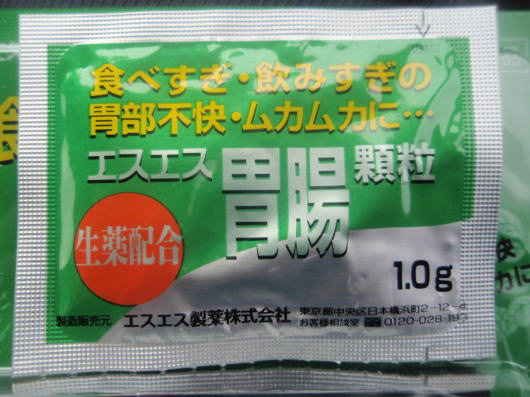 食べすぎ・飲みすぎの
胃部不快・ムカムカに…
エスエス 胃腸 顆粒
生薬配合
1.0g
製造販売元 エスエス製薬株式会社 東京都中央区日本橋浜町2-12-4
お客様相談室 0120-028-193